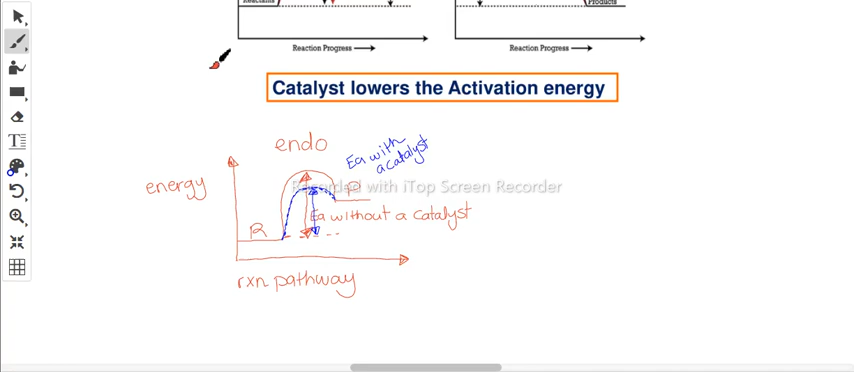 Reactants
Products
Reaction Progress
Reaction Progress
Catalyst lowers the Activation energy
endo
Ea with
a catalyst
energy
P
Recorded with iTop Screen Recorder
Ea without a catalyst
R
rxn pathway
T